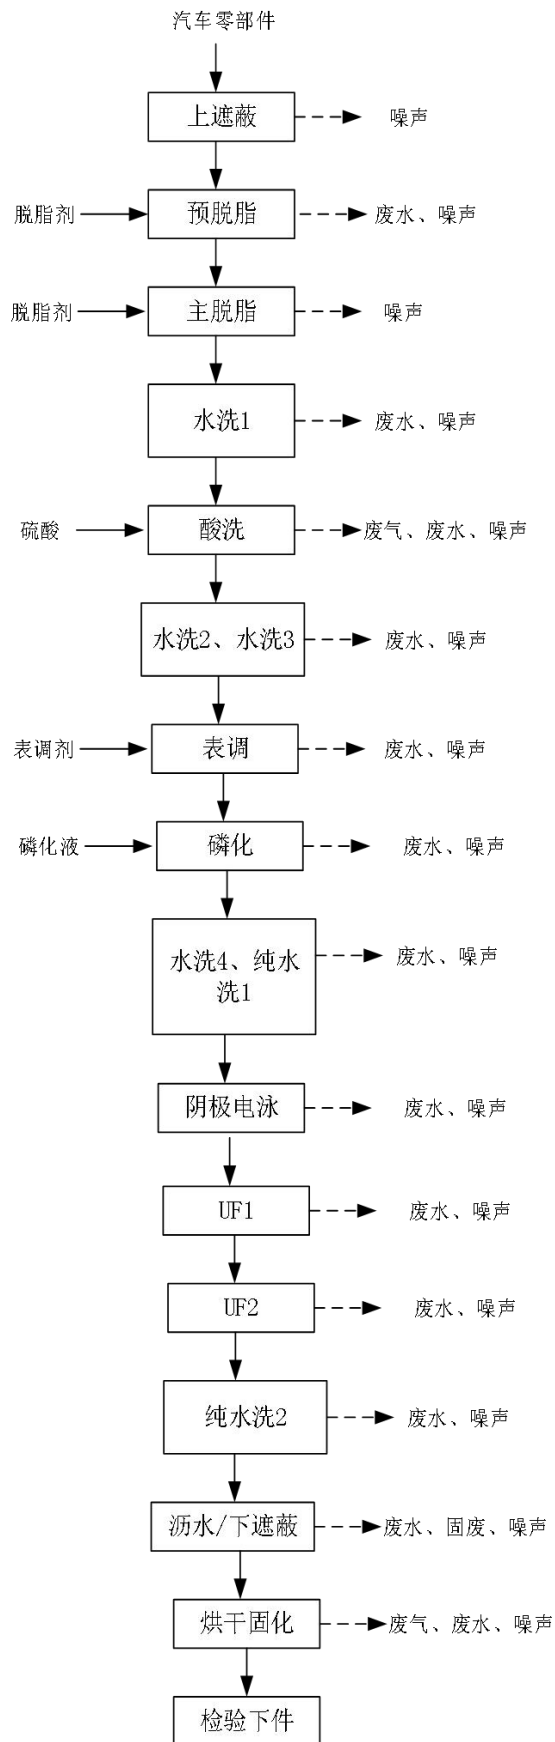 汽车零部件
上遮蔽
噪声
脱脂剂
预脱脂
废水、噪声
脱脂剂
主脱脂
噪声
水洗1
废水、噪声
硫酸
酸洗
废气、废水、噪声
水洗2、水洗3
废水、噪声
表调剂
表调
废水、噪声
磷化液
磷化
废水、噪声
水洗4、纯水
洗1
废水、噪声
阴极电泳
废水、噪声
UF1
废水、噪声
UF2
废水、噪声
纯水洗2
废水、噪声
沥水/下遮蔽
废水、固废、噪声
烘干固化
废气、废水、噪声
检验下件